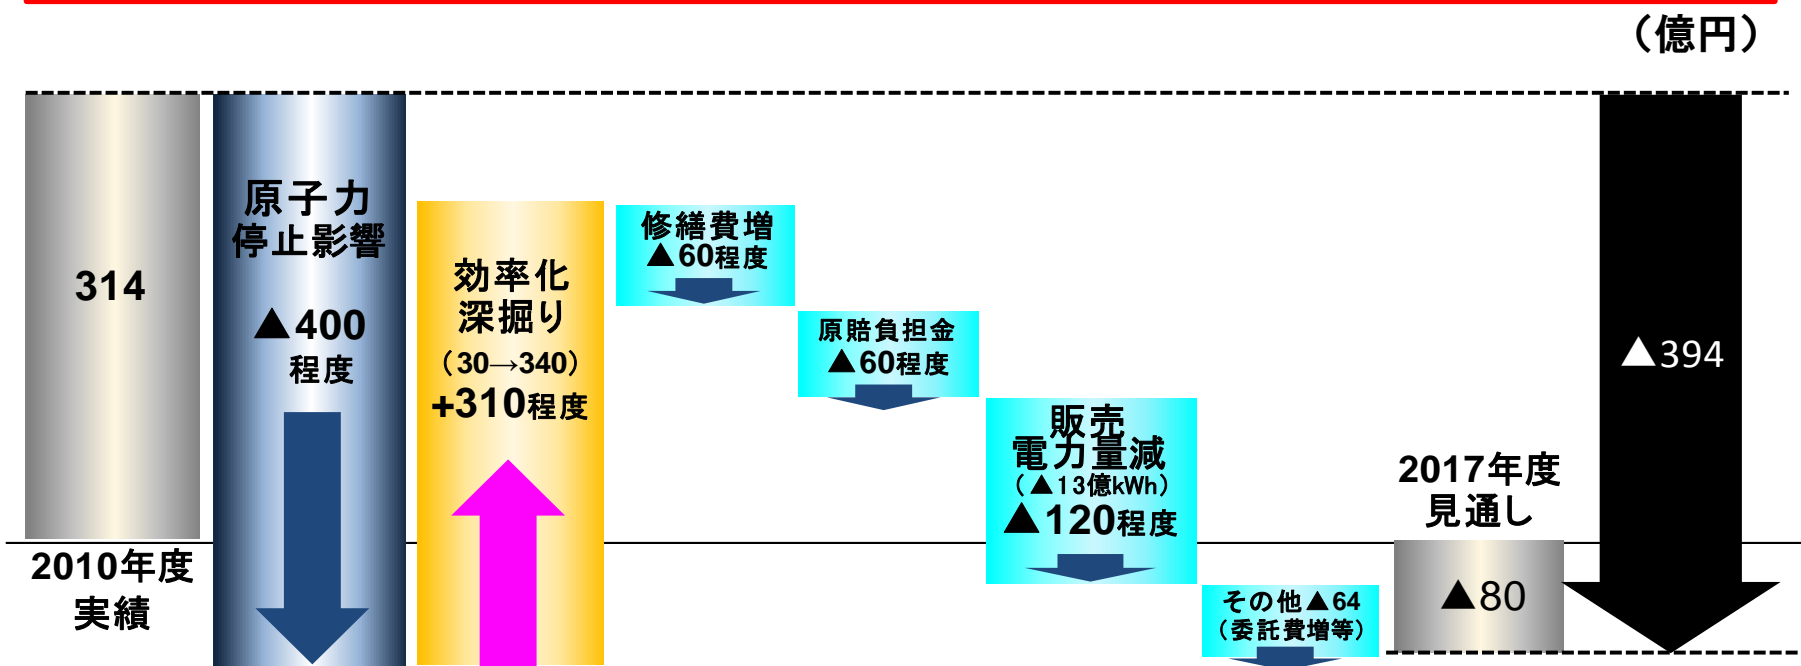 （億円）
314
2010年度
実績
原子力
停止影響
▲400
程度
効率化
深掘り
（30→340）
+310程度
修繕費増
▲60程度
原賠負担金
▲60程度
販売
電力量減
（▲13億kWh）
▲120程度
その他▲64
（委託費増等）
2017年度
見通し
▲80
▲394